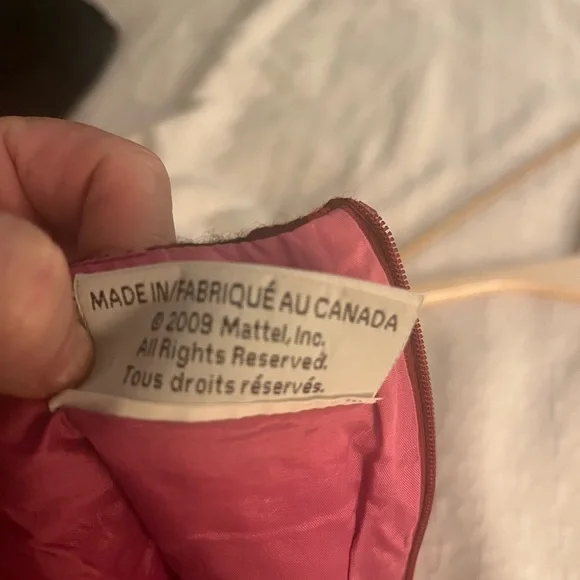 MADE IN/FABRIQUÉ AU CANADA
© 2009 Mattel, Inc.
All Rights Reserved.
Tous droits réservés.